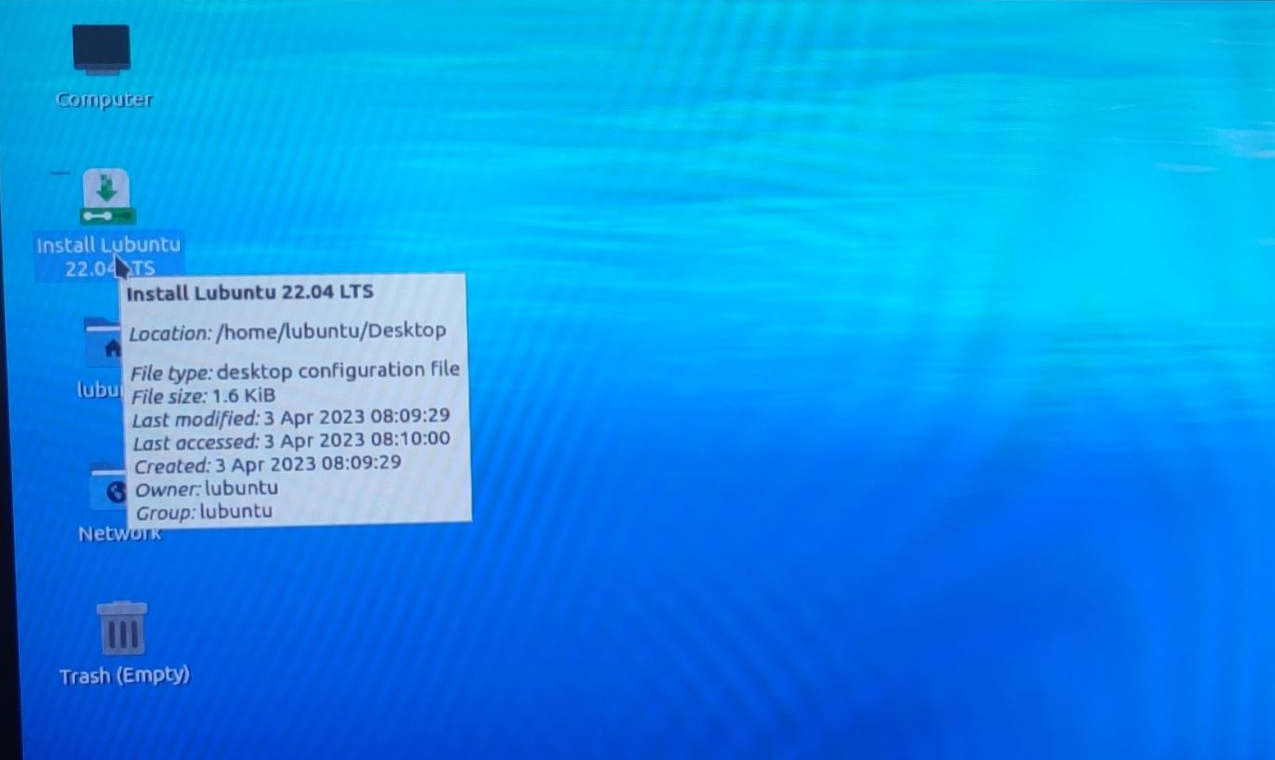 Computer
Install Lubuntu
22.04 LTS
Install Lubuntu 22.04 LTS
Location: /home/lubuntu/Desktop
File type: desktop configuration file
File size: 1.6 KiB
Last modified: 3 Apr 2023 08:09:29
Last accessed: 3 Apr 2023 08:10:00
Created: 3 Apr 2023 08:09:29
Owner: lubuntu
Group: lubuntu
Network
Trash (Empty)